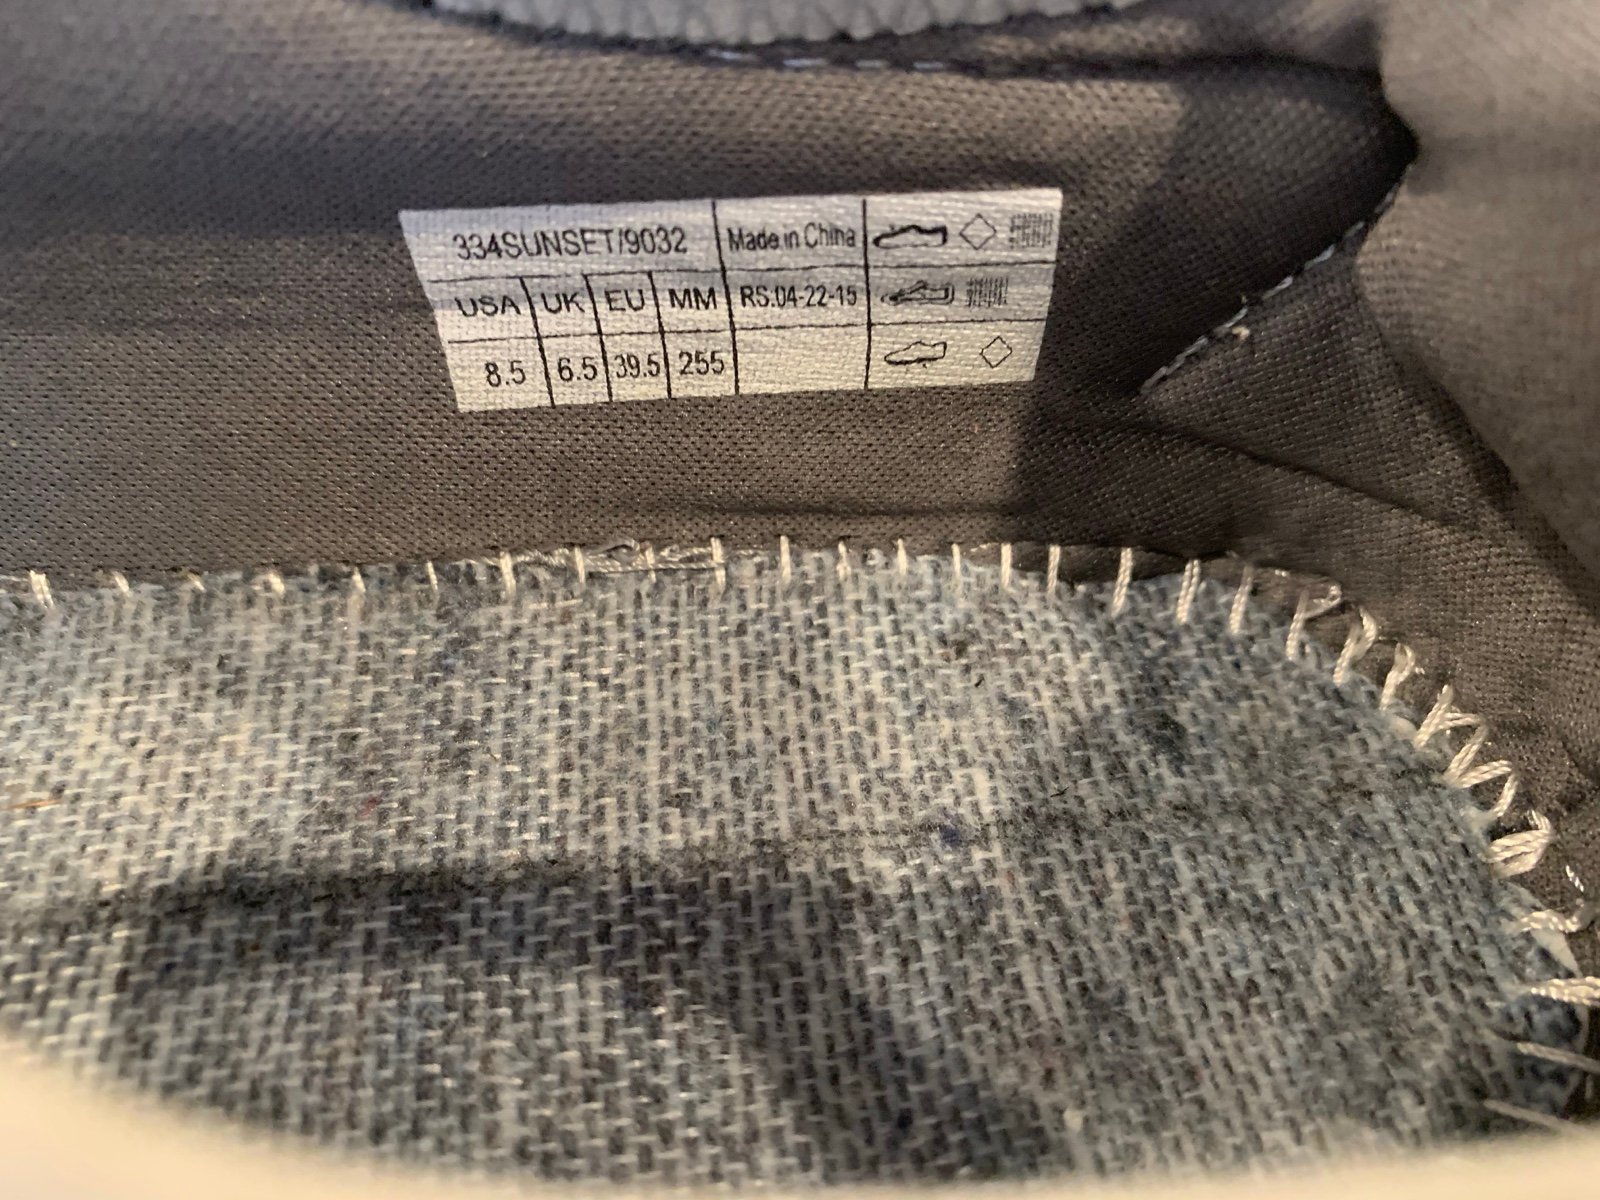 334SUNSET/9032 Made in China
USA UK EU MM RS.04-22-15
8.5 6.5 39.5 255